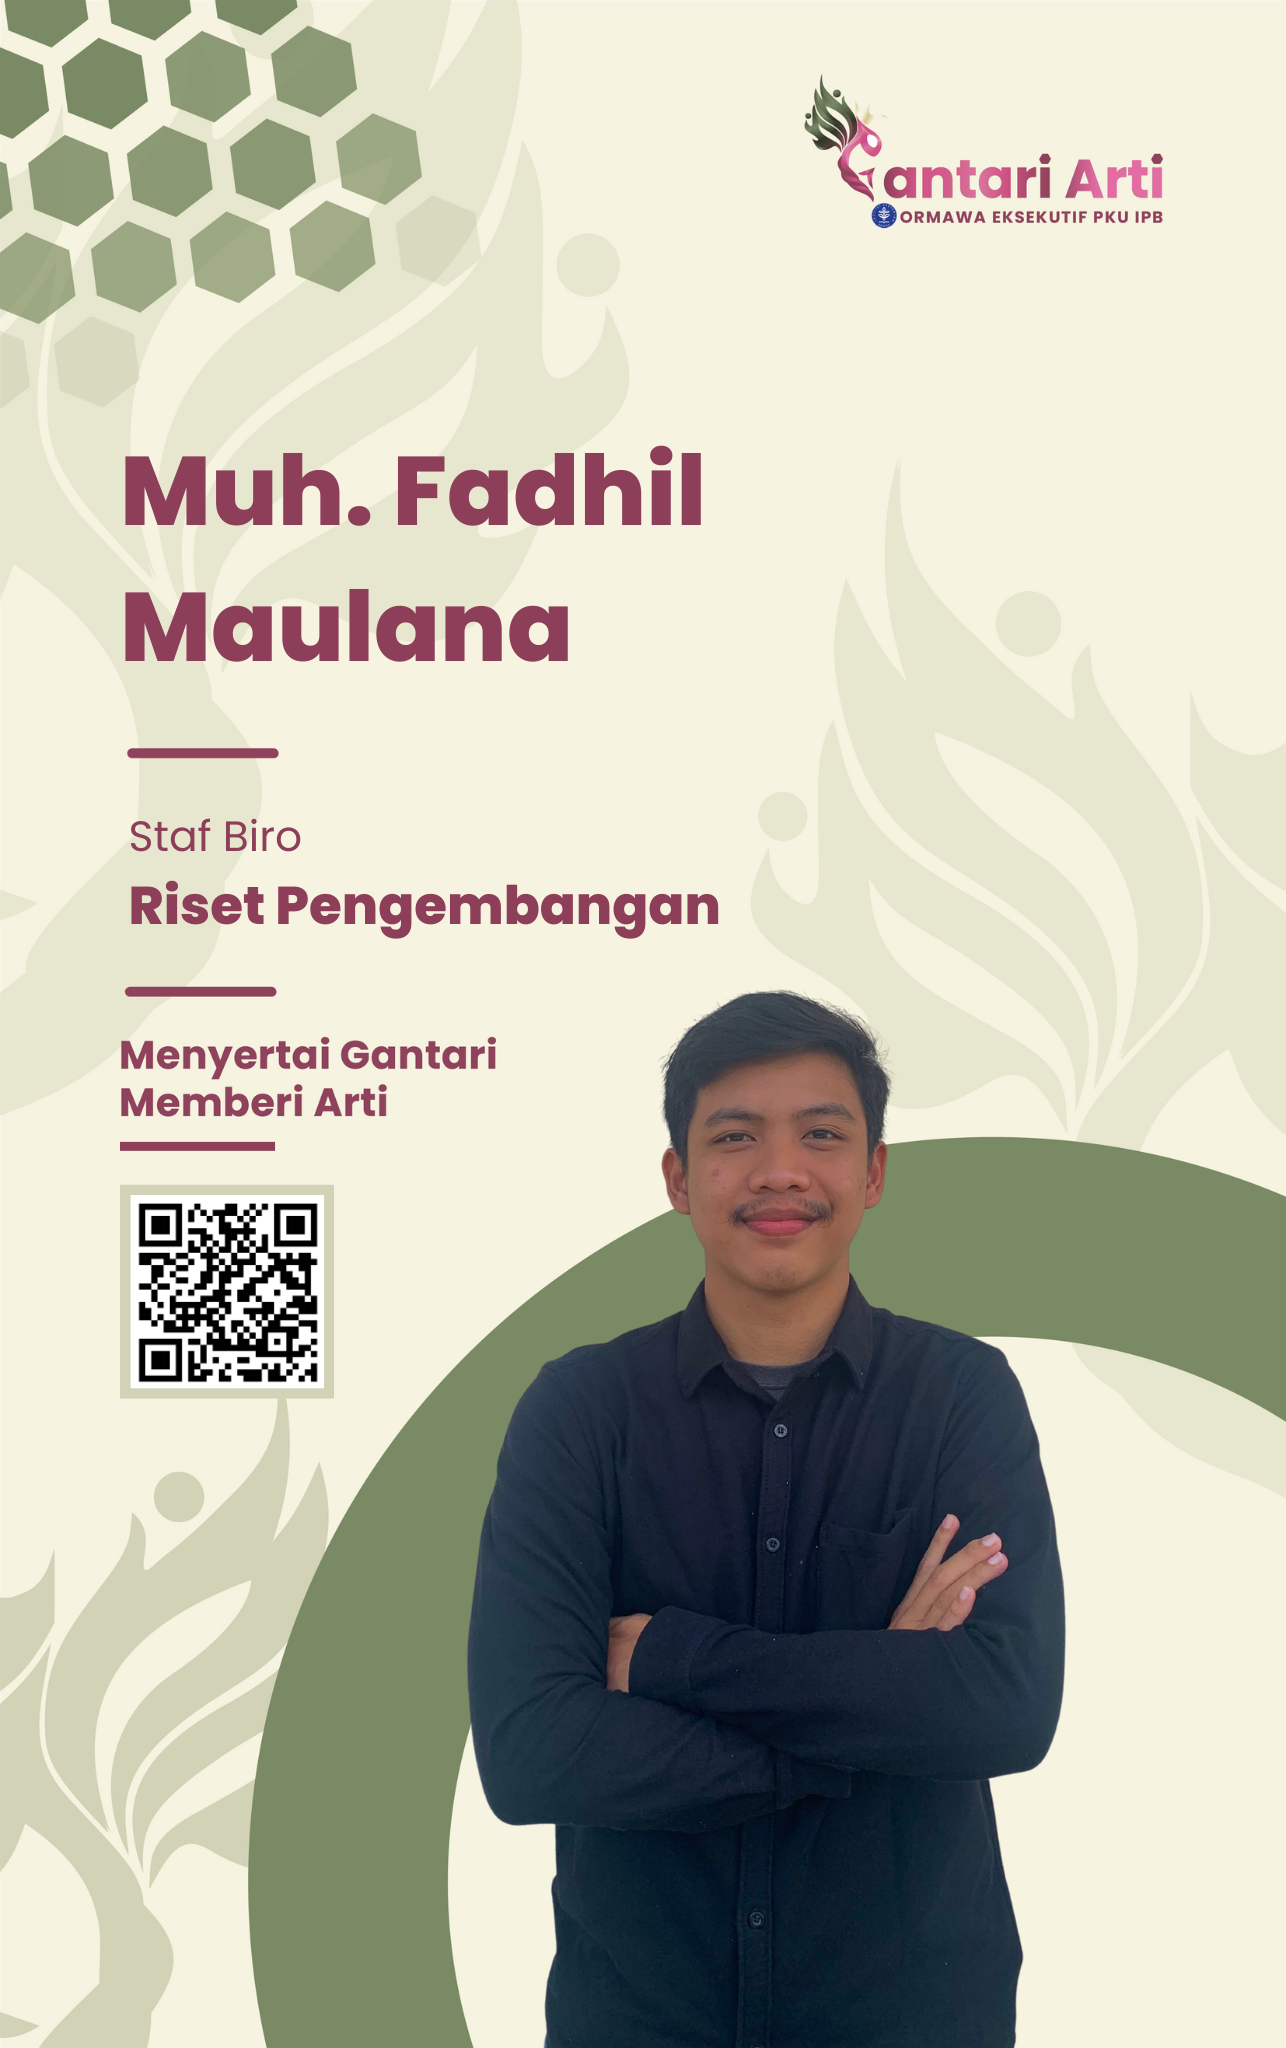 Gantari Arti
ORMAWA EKSEKUTIF PKU IPB
Muh. Fadhil
Maulana
Staf Biro
Riset Pengembangan
Menyertai Gantari
Memberi Arti